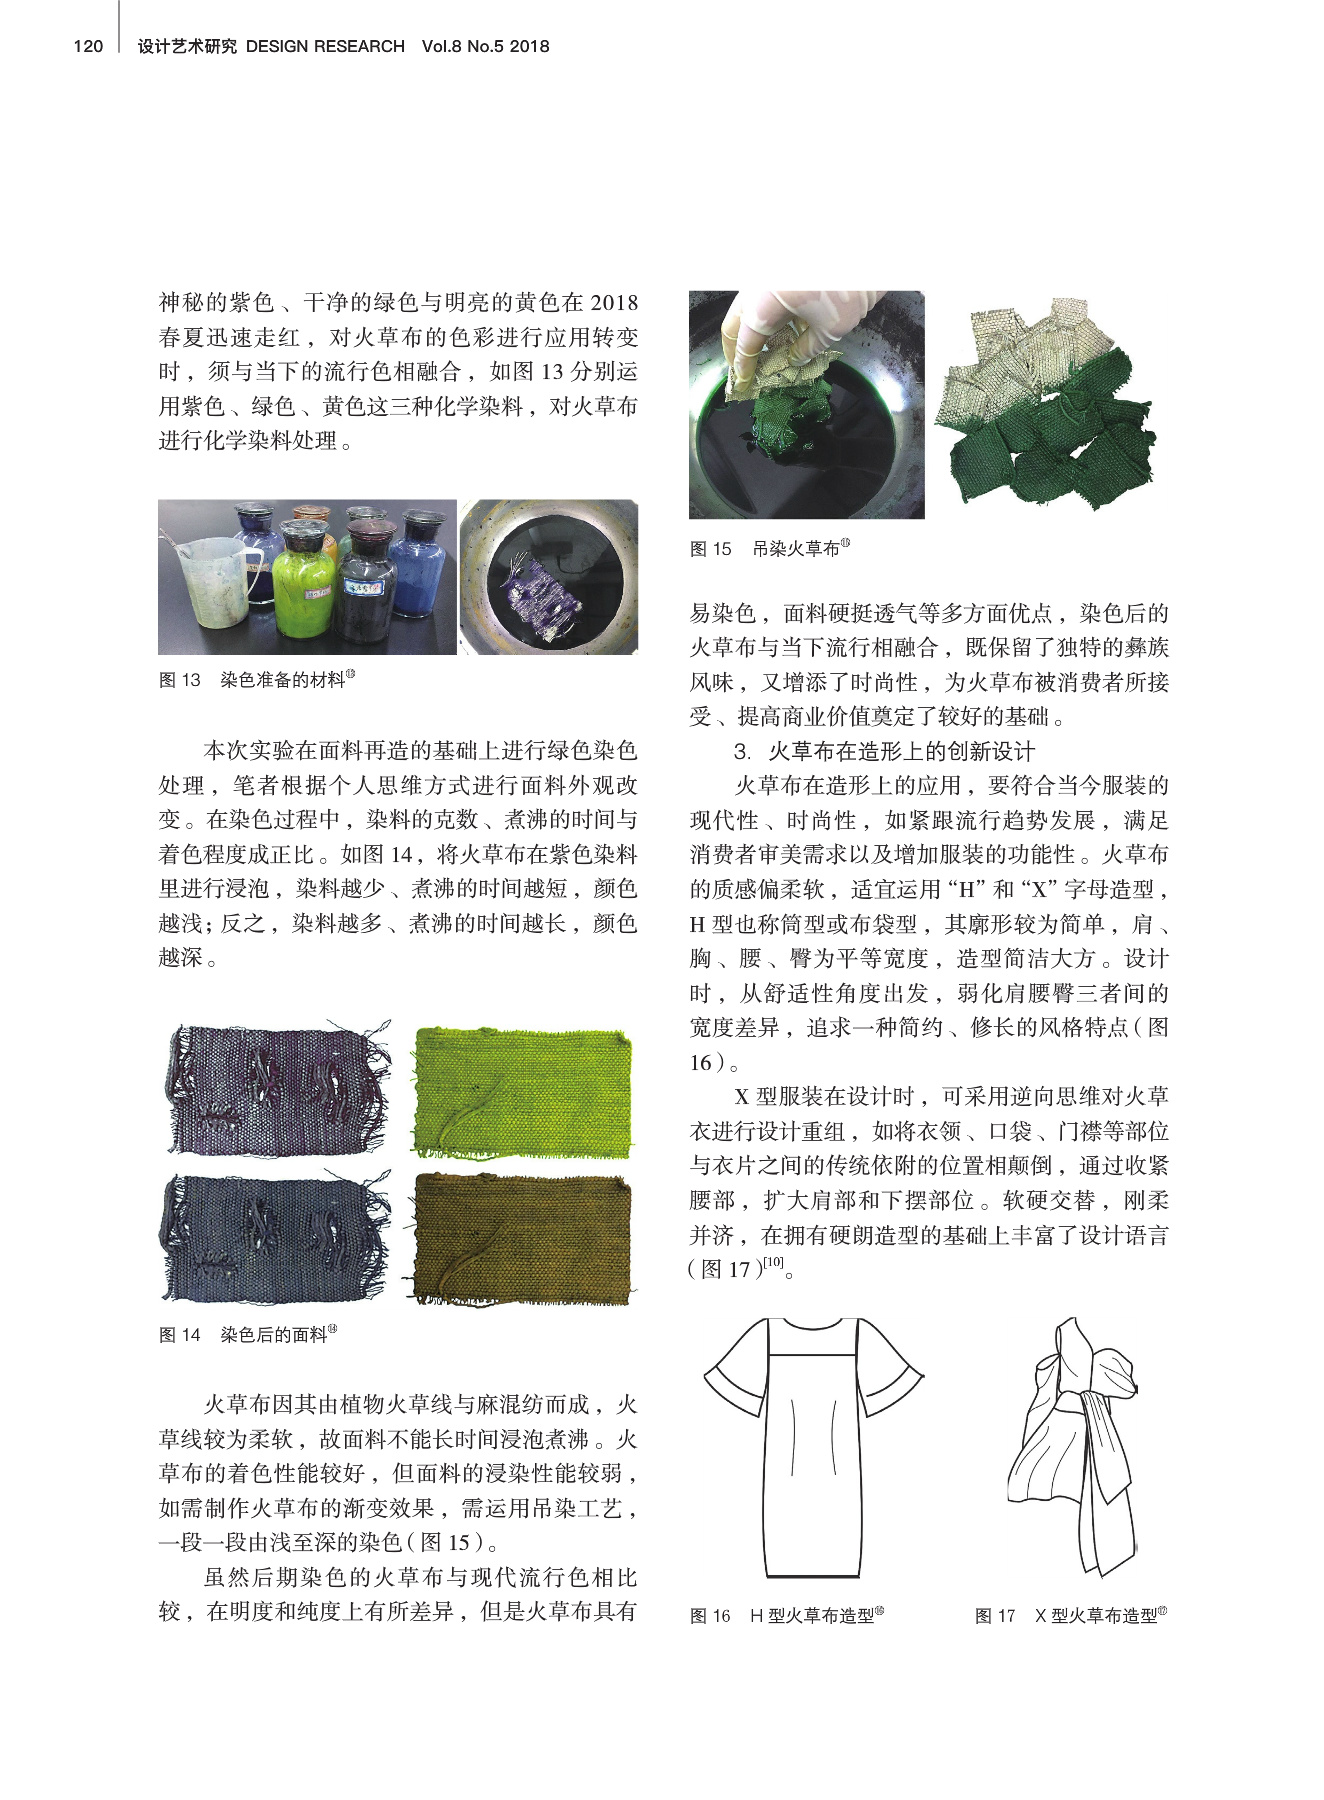 120 设计艺术研究 DESIGN RESEARCH Vol.8 No.5 2018
神秘的紫色、干净的绿色与明亮的黄色在 2018
春夏迅速走红，对火草布的色彩进行应用转变
时，须与当下的流行色相融合，如图 13 分别运
用紫色、绿色、黄色这三种化学染料，对火草布
进行化学染料处理。
图 13 染色准备的材料⑬
本次实验在面料再造的基础上进行绿色染色
处理，笔者根据个人思维方式进行面料外观改
变。在染色过程中，染料的克数、煮沸的时间与
着色程度成正比。如图 14，将火草布在紫色染料
里进行浸泡，染料越少、煮沸的时间越短，颜色
越浅；反之，染料越多、煮沸的时间越长，颜色
越深。
图 14 染色后的面料⑭
火草布因其由植物火草线与麻混纺而成，火
草线较为柔软，故面料不能长时间浸泡煮沸。火
草布的着色性能较好，但面料的浸染性能较弱，
如需制作火草布的渐变效果，需运用吊染工艺，
一段一段由浅至深的染色（图 15）。
虽然后期染色的火草布与现代流行色相比
较，在明度和纯度上有所差异，但是火草布具有
图 15 吊染火草布⑮
易染色，面料硬挺透气等多方面优点，染色后的
火草布与当下流行相融合，既保留了独特的彝族
风味，又增添了时尚性，为火草布被消费者所接
受、提高商业价值奠定了较好的基础。
3. 火草布在造形上的创新设计
火草布在造形上的应用，要符合当今服装的
现代性、时尚性，如紧跟流行趋势发展，满足
消费者审美需求以及增加服装的功能性。火草布
的质感偏柔软，适宜运用 “H” 和 “X” 字母造型，
H 型也称筒型或布袋型，其廓形较为简单，肩、
胸、腰、臀为平等宽度，造型简洁大方。设计
时，从舒适性角度出发，弱化肩腰臀三者间的
宽度差异，追求一种简约、修长的风格特点（图
16）。
X 型服装在设计时，可采用逆向思维对火草
衣进行设计重组，如将衣领、口袋、门襟等部位
与衣片之间的传统依附的位置相颠倒，通过收紧
腰部，扩大肩部和下摆部位。软硬交替，刚柔
并济，在拥有硬朗造型的基础上丰富了设计语言
（图 17）[10]。
图 16 H 型火草布造型⑯
图 17 X 型火草布造型⑰